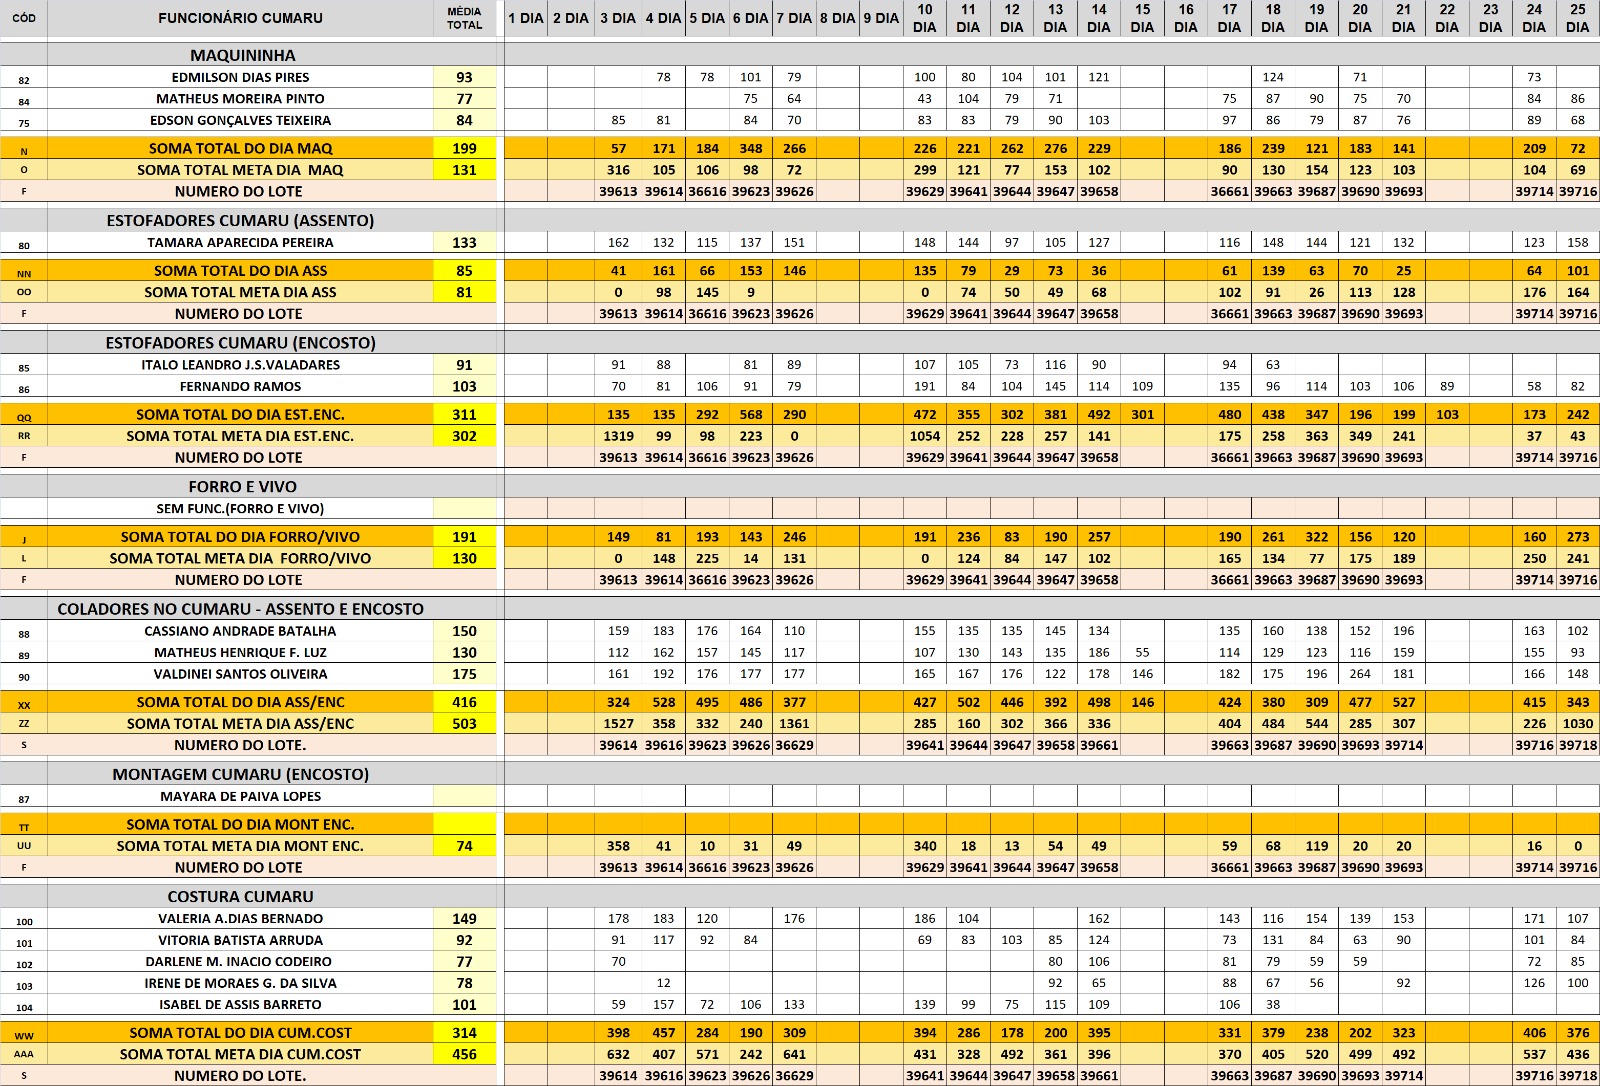 CÓD FUNCIONÁRIO CUMARU MÉDIA TOTAL 1 DIA 2 DIA 3 DIA 4 DIA 5 DIA 6 DIA 7 DIA 8 DIA 9 DIA 10 DIA 11 DIA 12 DIA 13 DIA 14 DIA 15 DIA 16 DIA 17 DIA 18 DIA 19 DIA 20 DIA 21 DIA 22 DIA 23 DIA 24 DIA 25 DIA
MAQUININHA
82 EDMILSON DIAS PIRES 93 78 78 101 79 100 80 104 101 121 124 71 73
84 MATHEUS MOREIRA PINTO 77 75 64 43 104 79 71 75 87 90 75 70 84 86
75 EDSON GONÇALVES TEIXEIRA 84 85 81 84 70 83 83 79 90 103 97 86 79 87 76 89 68
N SOMA TOTAL DO DIA MAQ 199 57 171 184 348 266 226 221 262 276 229 186 239 121 183 141 209 72
O SOMA TOTAL META DIA MAQ 131 316 105 106 98 72 299 121 77 153 102 90 130 154 123 103 104 69
F NUMERO DO LOTE 39613 39614 36616 39623 39626 39629 39641 39644 39647 39658 36661 39663 39687 39690 39693 39714 39716
ESTOFADORES CUMARU (ASSENTO)
80 TAMARA APARECIDA PEREIRA 133 162 132 115 137 151 148 144 97 105 127 116 148 144 121 132 123 158
NN SOMA TOTAL DO DIA ASS 85 41 161 66 153 146 135 79 29 73 36 61 139 63 70 25 64 101
OO SOMA TOTAL META DIA ASS 81 0 98 145 9 0 74 50 49 68 102 91 26 113 128 176 164
F NUMERO DO LOTE 39613 39614 36616 39623 39626 39629 39641 39644 39647 39658 36661 39663 39687 39690 39693 39714 39716
ESTOFADORES CUMARU (ENCOSTO)
85 ITALO LEANDRO J.S.VALADARES 91 91 88 81 89 107 105 73 116 90 94 63
86 FERNANDO RAMOS 103 70 81 106 91 79 191 84 104 145 114 109 135 96 114 103 106 89 58 82
QQ SOMA TOTAL DO DIA EST.ENC. 311 135 135 292 568 290 472 355 302 381 492 301 480 438 347 196 199 103 173 242
RR SOMA TOTAL META DIA EST.ENC. 302 1319 99 98 223 0 1054 252 228 257 141 175 258 363 349 241 37 43
F NUMERO DO LOTE 39613 39614 36616 39623 39626 39629 39641 39644 39647 39658 36661 39663 39687 39690 39693 39714 39716
FORRO E VIVO
SEM FUNC.(FORRO E VIVO)
J SOMA TOTAL DO DIA FORRO/VIVO 191 149 81 193 143 246 191 236 83 190 257 190 261 322 156 120 160 273
L SOMA TOTAL META DIA FORRO/VIVO 130 0 148 225 14 131 0 124 84 147 102 165 134 77 175 189 250 241
F NUMERO DO LOTE 39613 39614 36616 39623 39626 39629 39641 39644 39647 39658 36661 39663 39687 39690 39693 39714 39716
COLADORES NO CUMARU - ASSENTO E ENCOSTO
88 CASSIANO ANDRADE BATALHA 150 159 183 176 164 110 155 135 135 145 134 135 160 138 152 196 163 102
89 MATHEUS HENRIQUE F. LUZ 130 112 162 157 145 117 107 130 143 135 186 55 114 129 123 116 159 155 93
90 VALDINEI SANTOS OLIVEIRA 175 161 192 176 177 177 165 167 176 122 178 146 182 175 196 264 181 166 148
XX SOMA TOTAL DO DIA ASS/ENC 416 324 528 495 486 377 427 502 446 392 498 146 424 380 309 477 527 415 343
ZZ SOMA TOTAL META DIA ASS/ENC 503 1527 358 332 240 1361 285 160 302 366 336 404 484 544 285 307 226 1030
S NUMERO DO LOTE. 39614 39616 39623 39626 36629 39641 39644 39647 39658 39661 39663 39687 39690 39693 39714 39716 39718
MONTAGEM CUMARU (ENCOSTO)
87 MAYARA DE PAIVA LOPES
TT SOMA TOTAL DO DIA MONT ENC.
UU SOMA TOTAL META DIA MONT ENC. 74 358 41 10 31 49 340 18 13 54 49 59 68 119 20 20 16 0
F NUMERO DO LOTE 39613 39614 36616 39623 39626 39629 39641 39644 39647 39658 36661 39663 39687 39690 39693 39714 39716
COSTURA CUMARU
100 VALERIA A.DIAS BERNADO 149 178 183 120 176 186 104 162 143 116 154 139 153 171 107
101 VITORIA BATISTA ARRUDA 92 91 117 92 84 69 83 103 85 124 73 131 84 63 90 101 84
102 DARLENE M. INACIO CODEIRO 77 70 80 106 81 79 59 59 72 85
103 IRENE DE MORAES G. DA SILVA 78 12 92 65 88 67 56 92 126 100
104 ISABEL DE ASSIS BARRETO 101 59 157 72 106 133 139 99 75 115 109 106 38
WW SOMA TOTAL DO DIA CUM.COST 314 398 457 284 190 309 394 286 178 200 395 331 379 238 202 323 406 376
AAA SOMA TOTAL META DIA CUM.COST 456 632 407 571 242 641 431 328 492 361 396 370 405 520 499 492 537 436
S NUMERO DO LOTE. 39614 39616 39623 39626 36629 39641 39644 39647 39658 39661 39663 39687 39690 39693 39714 39716 39718